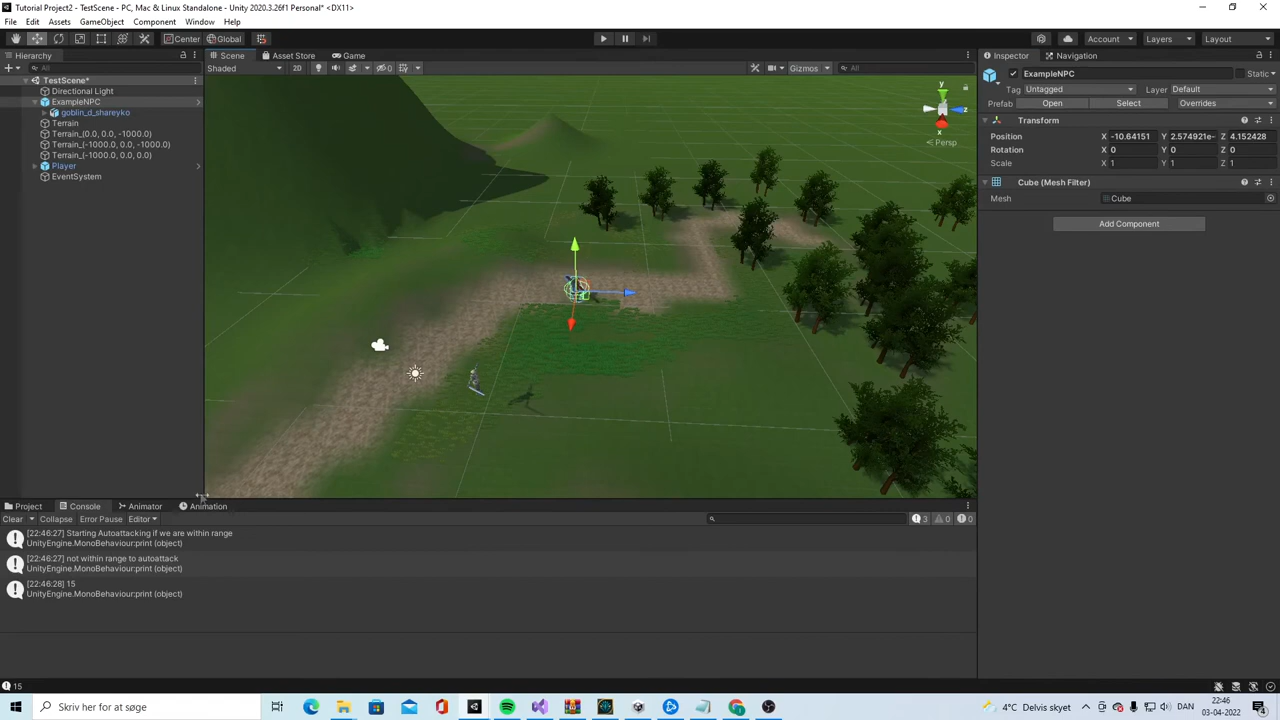 Tutorial Project2 - TestScene - PC, Mac & Linux Standalone - Unity 2020.3.26f1 Personal* <DX11>
File Edit Assets GameObject Component Window Help
Center Global Account Layers Layout
Hierarchy
All
TestScene*
Directional Light
ExampleNPC
goblin_d_shareyko
Terrain
Terrain_(0.0, 0.0, -1000.0)
Terrain_(-1000.0, 0.0, -1000.0)
Terrain_(-1000.0, 0.0, 0.0)
Player
EventSystem
Scene Asset Store Game
Shaded 2D 0 Gizmos All
y
z
x
Persp
Inspector Navigation
ExampleNPC Static
Tag Untagged Layer Default
Prefab Open Select Overrides
Transform
Position X -10.64151 Y 2.574921e- Z 4.152428
Rotation X 0 Y 0 Z 0
Scale X 1 Y 1 Z 1
Cube (Mesh Filter)
Mesh Cube
Add Component
Project Console Animator Animation
Clear Collapse Error Pause Editor 3 0 0
[22:46:27] Starting Autoattacking if we are within range
UnityEngine.MonoBehaviour:print (object)
[22:46:27] not within range to autoattack
UnityEngine.MonoBehaviour:print (object)
[22:46:28] 15
UnityEngine.MonoBehaviour:print (object)
15
Skriv her for at søge
4°C Delvis skyet
DAN
22:46
03-04-2022